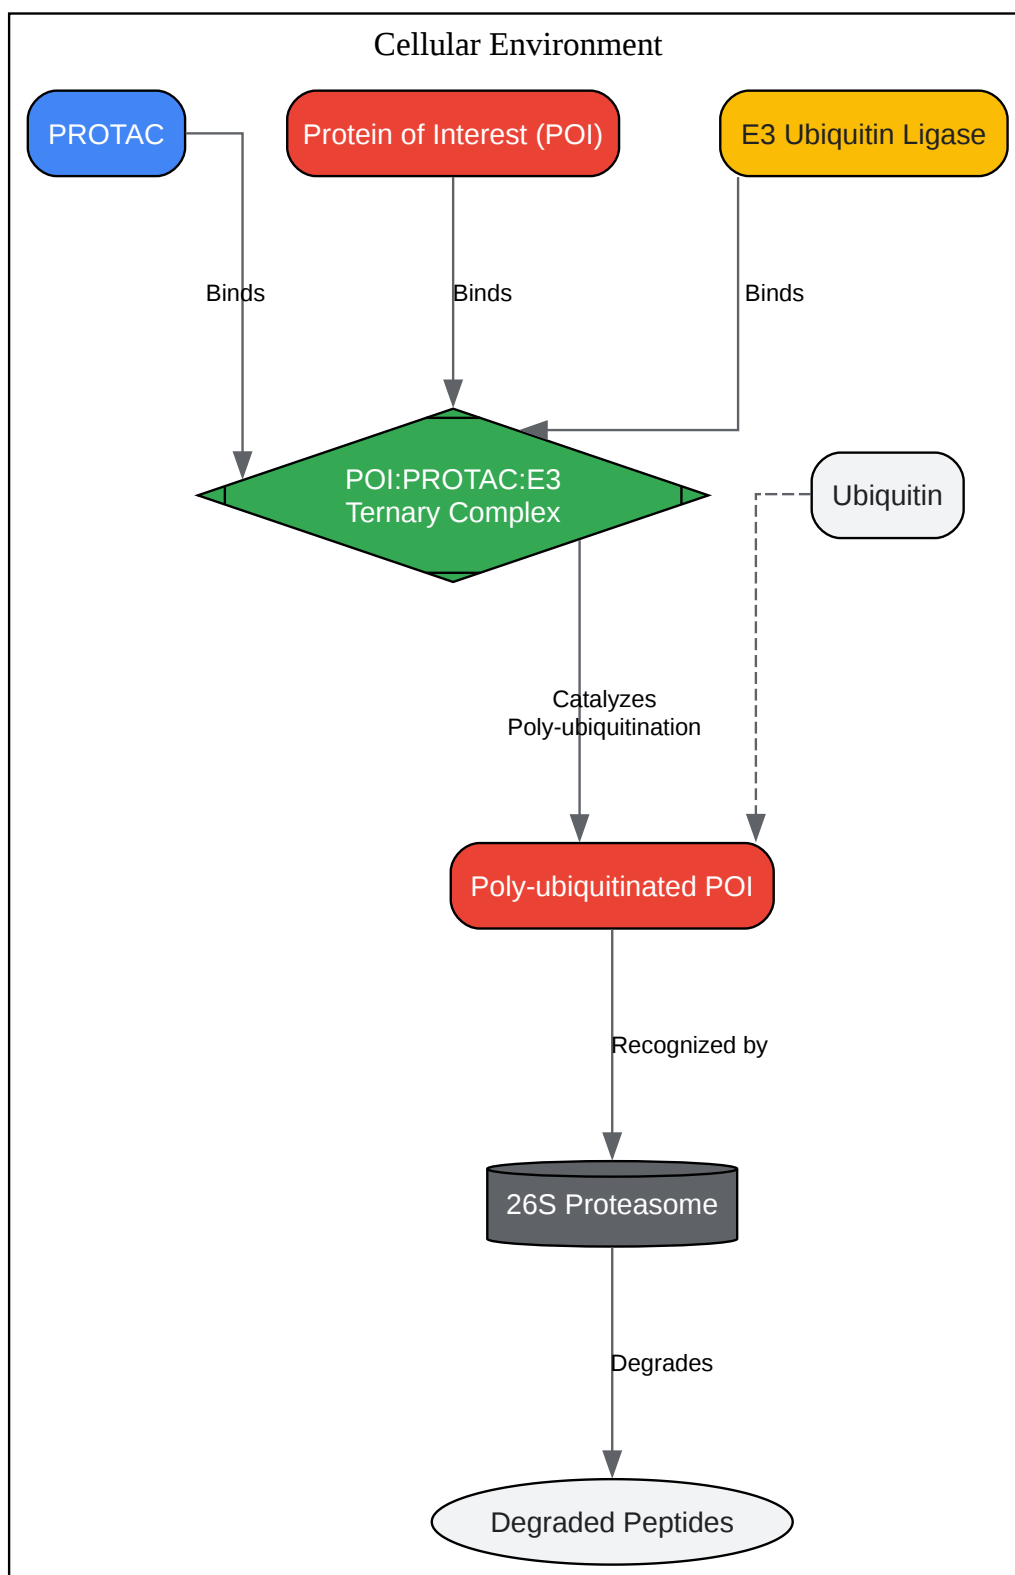 Cellular Environment
PROTAC
Protein of Interest (POI)
E3 Ubiquitin Ligase
Binds
Binds
Binds
POI:PROTAC:E3
Ternary Complex
Ubiquitin
Catalyzes
Poly-ubiquitination
Poly-ubiquitinated POI
Recognized by
26S Proteasome
Degrades
Degraded Peptides